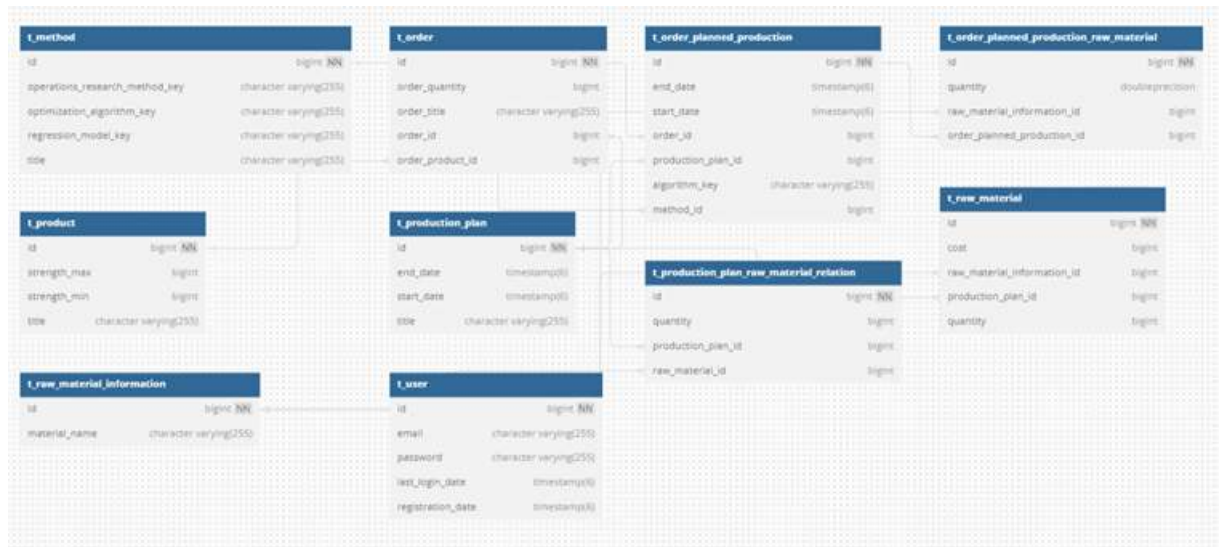 t_method
id bigint NN
operations_research_method_key character varying(255)
optimization_algorithm_key character varying(255)
regression_model_key character varying(255)
title character varying(255)
t_order
id bigint NN
order_quantity bigint
order_title character varying(255)
order_id bigint
order_product_id bigint
t_order_planned_production
id bigint NN
end_date timestamp(6)
start_date timestamp(6)
order_id bigint
production_plan_id bigint
algorithm_key character varying(255)
method_id bigint
t_order_planned_production_raw_material
id bigint NN
quantity doubleprecision
raw_material_information_id bigint
order_planned_production_id bigint
t_product
id bigint NN
strength_max bigint
strength_min bigint
title character varying(255)
t_production_plan
id bigint NN
end_date timestamp(6)
start_date timestamp(6)
title character varying(255)
t_production_plan_raw_material_relation
id bigint NN
quantity bigint
production_plan_id bigint
raw_material_id bigint
t_raw_material
id bigint NN
cost bigint
raw_material_information_id bigint
production_plan_id bigint
quantity bigint
t_raw_material_information
id bigint NN
material_name character varying(255)
t_user
id bigint NN
email character varying(255)
password character varying(255)
last_login_date timestamp(6)
registration_date timestamp(6)